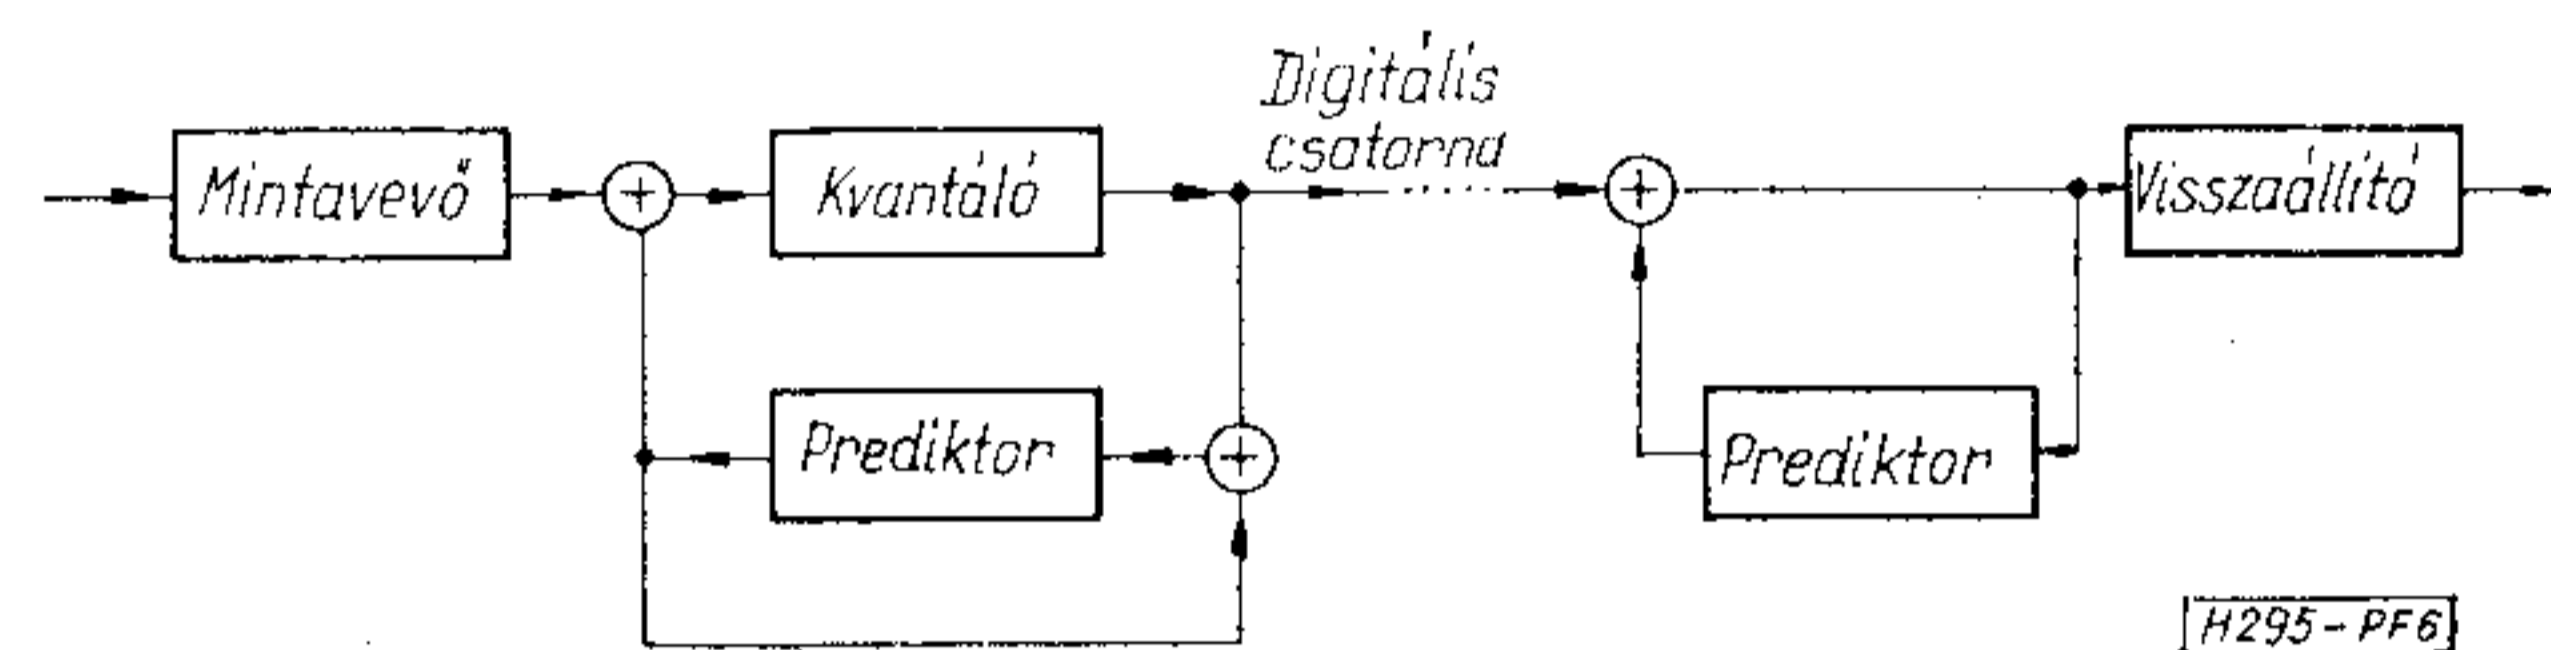 Digitális
csatorna
Mintavevő
+
Kvantáló
+
Visszaállító
Prediktor
+
Prediktor
H295-PF6